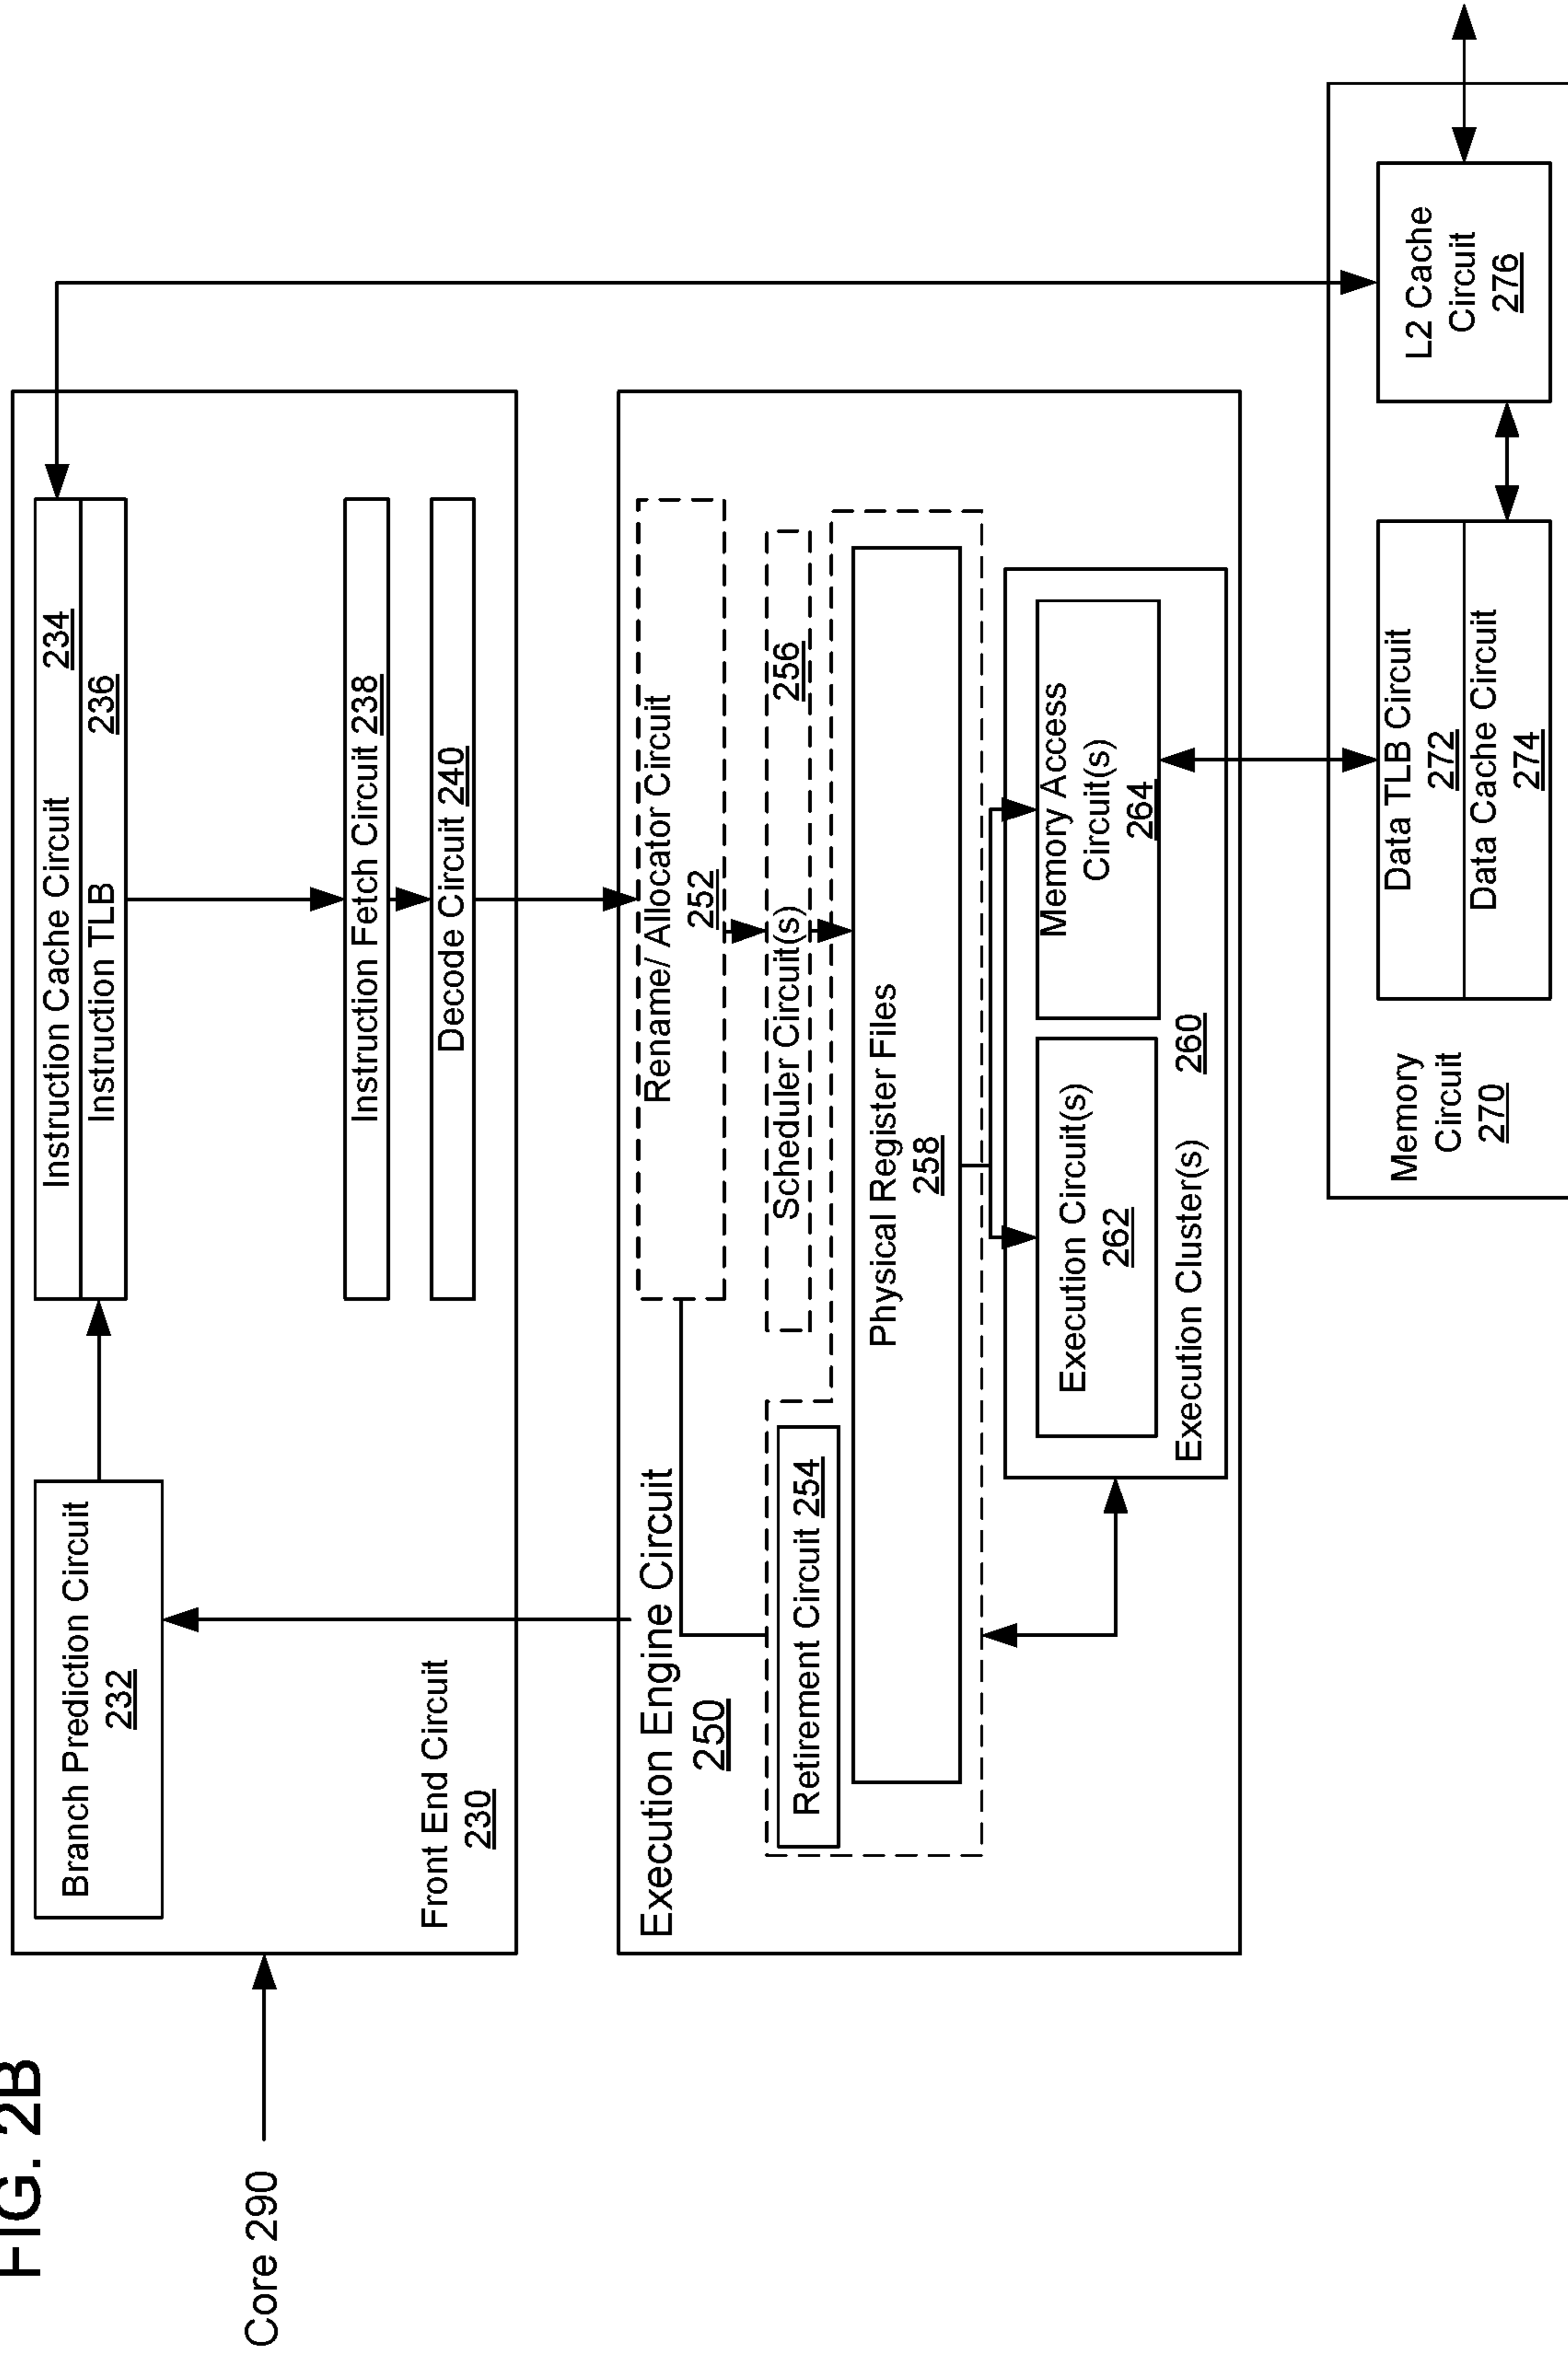 FIG. 2B
Core 290
Branch Prediction Circuit
232
Front End Circuit
230
Instruction Cache Circuit 234
Instruction TLB 236
Instruction Fetch Circuit 238
Decode Circuit 240
Execution Engine Circuit
250
Rename/ Allocator Circuit
252
Scheduler Circuit(s) 256
Retirement Circuit 254
Physical Register Files
258
Execution Circuit(s)
262
Memory Access
Circuit(s)
264
Execution Cluster(s) 260
Memory
Circuit
270
Data TLB Circuit
272
Data Cache Circuit
274
L2 Cache
Circuit
276